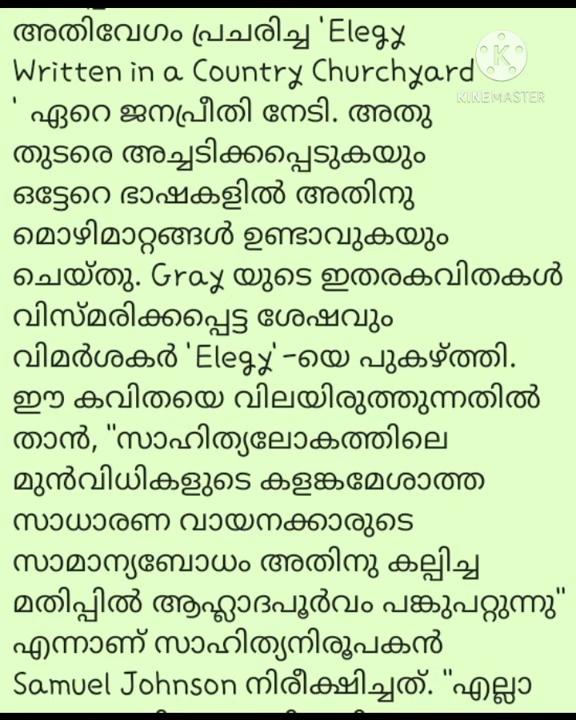 അതിവേഗം പ്രചരിച്ച 'Elegy
Written in a Country Churchyard
' ഏറെ ജനപ്രീതി നേടി. അതു
തുടരെ അച്ചടിക്കപ്പെടുകയും
ഒട്ടേറെ ഭാഷകളിൽ അതിനു
മൊഴിമാറ്റങ്ങൾ ഉണ്ടാവുകയും
ചെയ്തു. Gray യുടെ ഇതരകവിതകൾ
വിസ്മരിക്കപ്പെട്ട ശേഷവും
വിമർശകർ 'Elegy'-യെ പുകഴ്ത്തി.
ഈ കവിതയെ വിലയിരുത്തുന്നതിൽ
താൻ, "സാഹിത്യലോകത്തിലെ
മുൻവിധികളുടെ കളങ്കമേശാത്ത
സാധാരണ വായനക്കാരുടെ
സാമാന്യബോധം അതിനു കല്പിച്ച
മതിപ്പിൽ ആഹ്ലാദപൂർവം പങ്കുപറ്റുന്നു"
എന്നാണ് സാഹിത്യനിരൂപകൻ
Samuel Johnson നിരീക്ഷിച്ചത്. "എല്ലാ
K
KINEMASTER